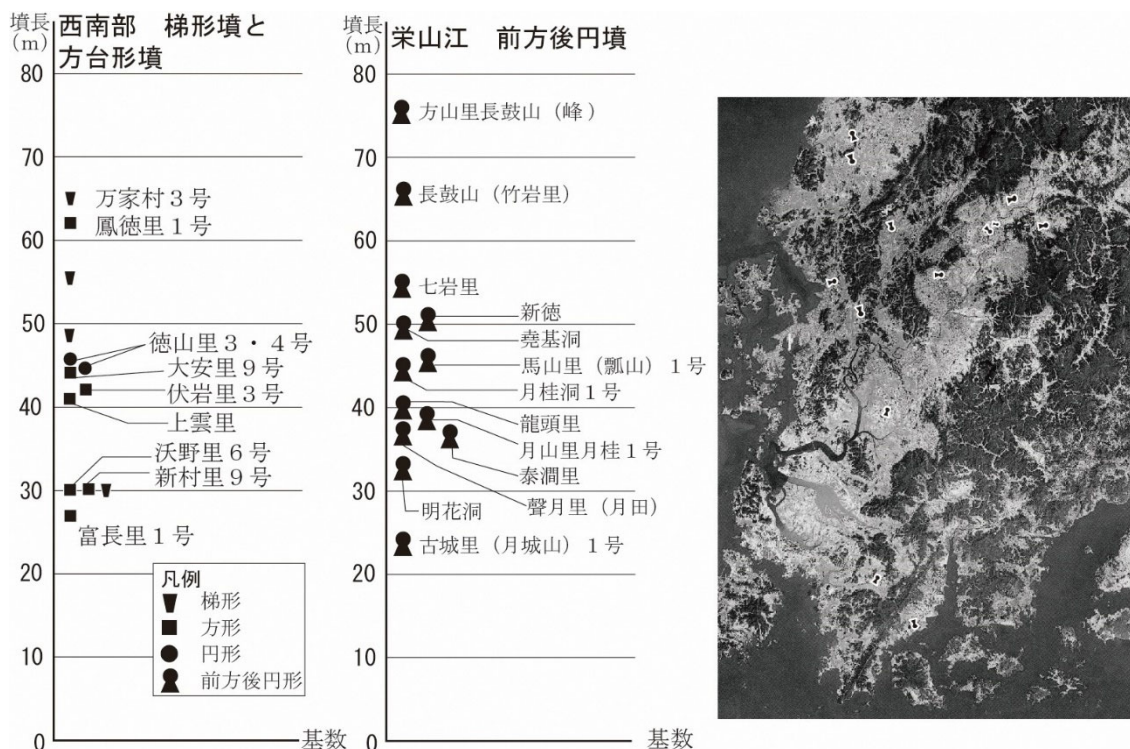 墳長
(m)
西南部　梯形墳と
方台形墳
80
70
60
50
40
30
20
10
0
万家村３号
鳳徳里１号
徳山里３・４号
大安里９号
伏岩里３号
上雲里
沃野里６号
新村里９号
富長里１号
凡例
梯形
方形
円形
前方後円形
基数
墳長
(m)
栄山江　前方後円墳
80
70
60
50
40
30
20
10
0
方山里長鼓山（峰）
長鼓山（竹岩里）
七岩里
新徳
堯基洞
馬山里（瓢山）１号
月桂洞１号
龍頭里
月山里月桂１号
泰澗里
聲月里（月田）
明花洞
古城里（月城山）１号
基数